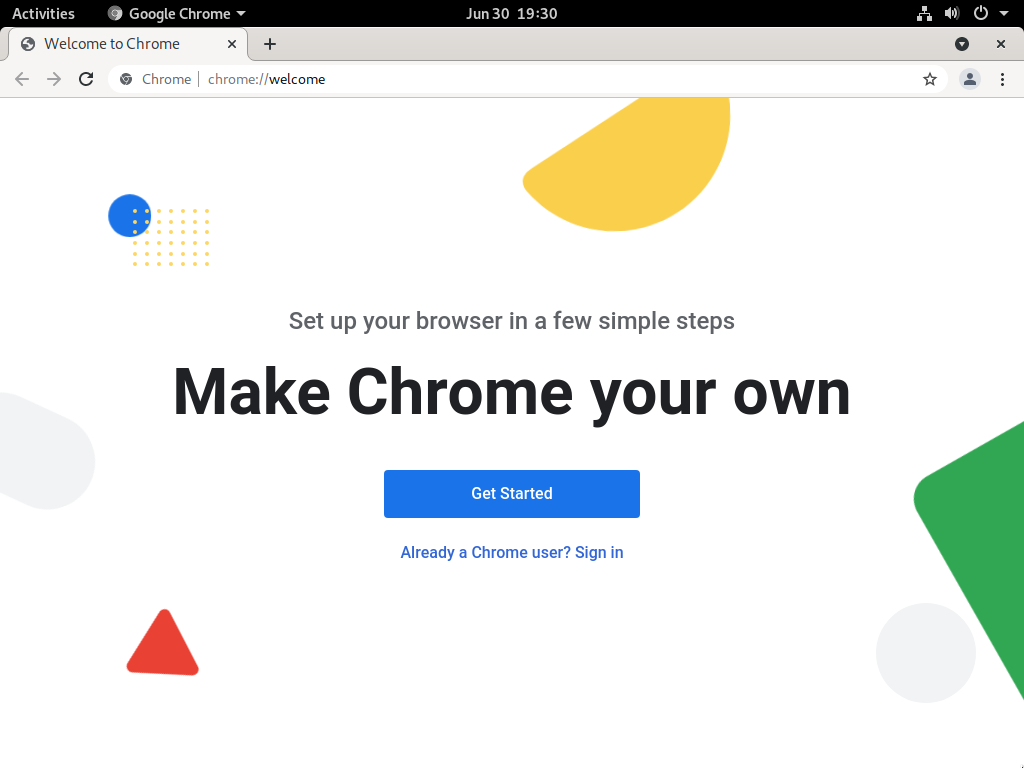 Activities Google Chrome Jun 30 19:30
Welcome to Chrome
Chrome chrome://welcome
Set up your browser in a few simple steps
Make Chrome your own
Get Started
Already a Chrome user? Sign in